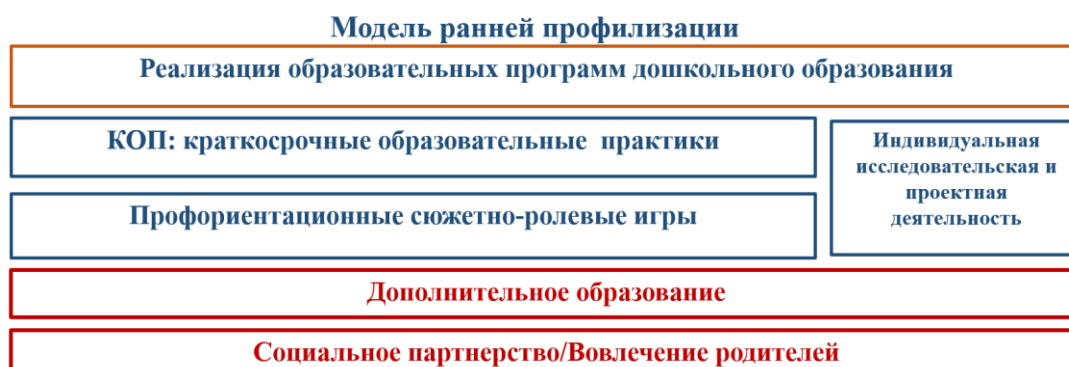 Модель ранней профилизации
Реализация образовательных программ дошкольного образования
КОП: краткосрочные образовательные практики
Индивидуальная
исследовательская и
проектная
деятельность
Профориентационные сюжетно-ролевые игры
Дополнительное образование
Социальное партнерство/Вовлечение родителей